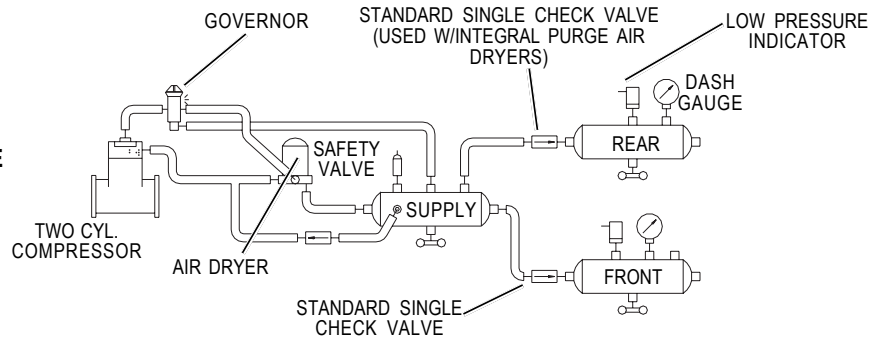 GOVERNOR
STANDARD SINGLE CHECK VALVE
(USED W/INTEGRAL PURGE AIR
DRYERS)
LOW PRESSURE
INDICATOR
DASH
GAUGE
REAR
E
SAFETY
VALVE
SUPPLY
TWO CYL.
COMPRESSOR
AIR DRYER
FRONT
STANDARD SINGLE
CHECK VALVE